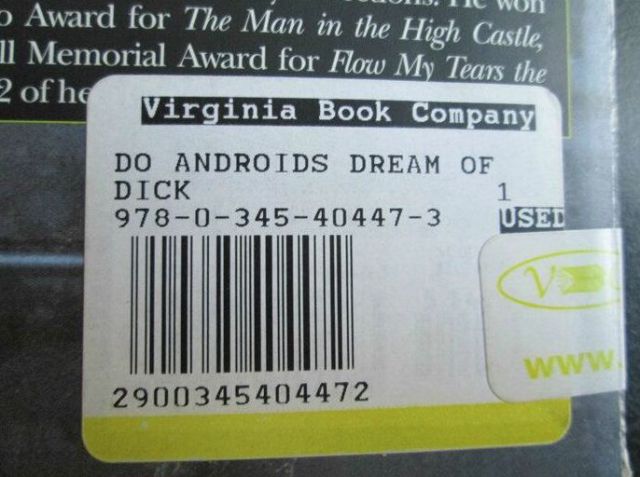 o Award for The Man in the High Castle,
ll Memorial Award for Flow My Tears the
2 of he
Virginia Book Company
DO ANDROIDS DREAM OF
DICK 1
978-0-345-40447-3 USED
2900345404472
V
www.